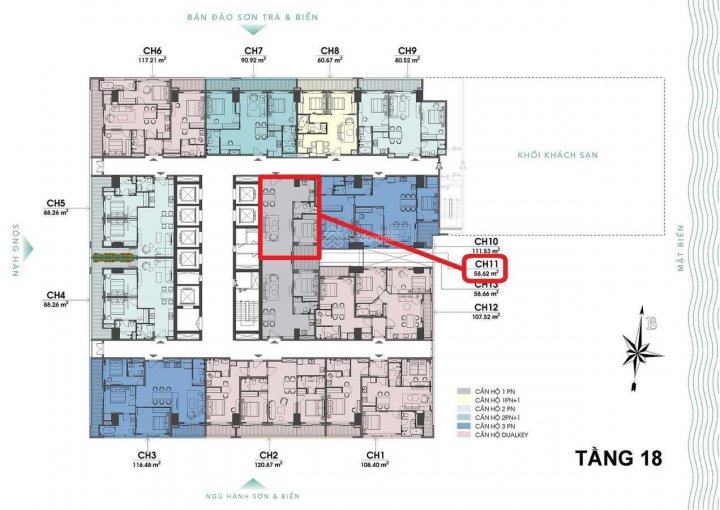 BÁN ĐẢO SƠN TRÀ & BIỂN
CH6
117.21 m²
CH7
90.92 m²
CH8
60.67 m²
CH9
80.52 m²
KHỐI KHÁCH SẠN
CH5
88.26 m²
SÔNG HÀN
MẶT BIỂN
CH10
111.53 m²
CH11
58.62 m²
CH13
58.66 m²
CH4
88.26 m²
CH12
107.52 m²
B
CĂN HỘ 1 PN
CĂN HỘ 1PN+1
CĂN HỘ 2 PN
CĂN HỘ 2PN+1
CĂN HỘ 3 PN
CĂN HỘ DUALKEY
CH3
116.48 m²
CH2
120.87 m²
CH1
108.40 m²
TẦNG 18
NGŨ HÀNH SƠN & BIỂN